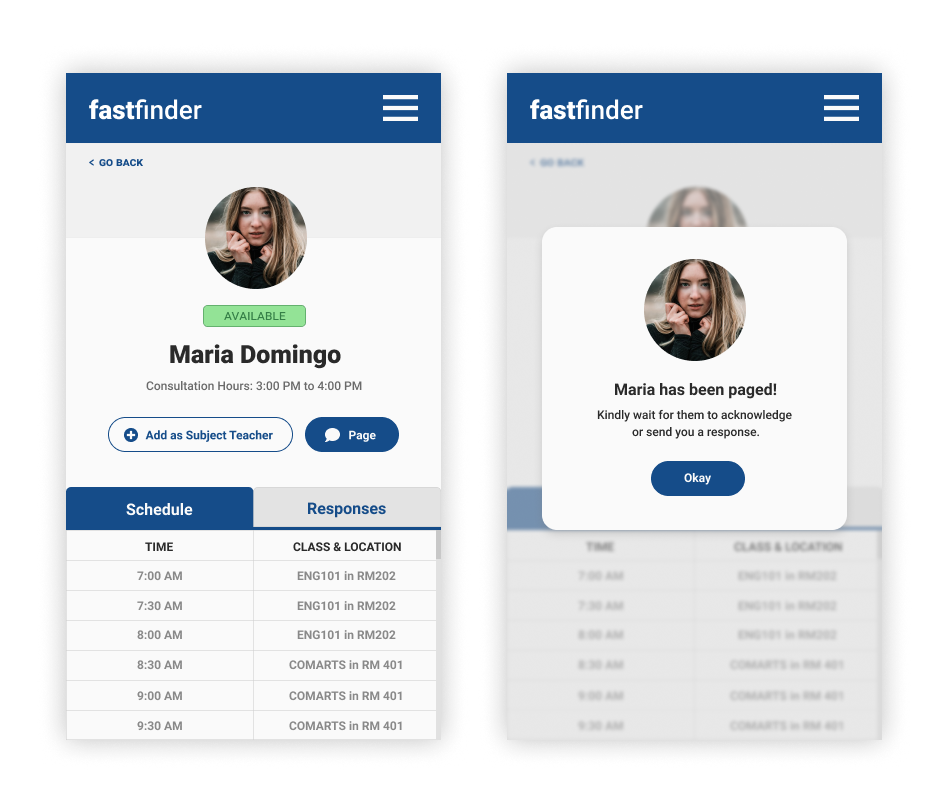 fastfinder
< GO BACK
AVAILABLE
Maria Domingo
Consultation Hours: 3:00 PM to 4:00 PM
Add as Subject Teacher
Page
Schedule
Responses
TIME CLASS & LOCATION
7:00 AM ENG101 in RM202
7:30 AM ENG101 in RM202
8:00 AM ENG101 in RM202
8:30 AM COMARTS in RM 401
9:00 AM COMARTS in RM 401
9:30 AM COMARTS in RM 401
fastfinder
< GO BACK
Maria has been paged!
Kindly wait for them to acknowledge
or send you a response.
Okay
TIME CLASS & LOCATION
7:00 AM ENG101 in RM202
7:30 AM ENG101 in RM202
8:00 AM ENG101 in RM202
8:30 AM COMARTS in RM 401
9:00 AM COMARTS in RM 401
9:30 AM COMARTS in RM 401